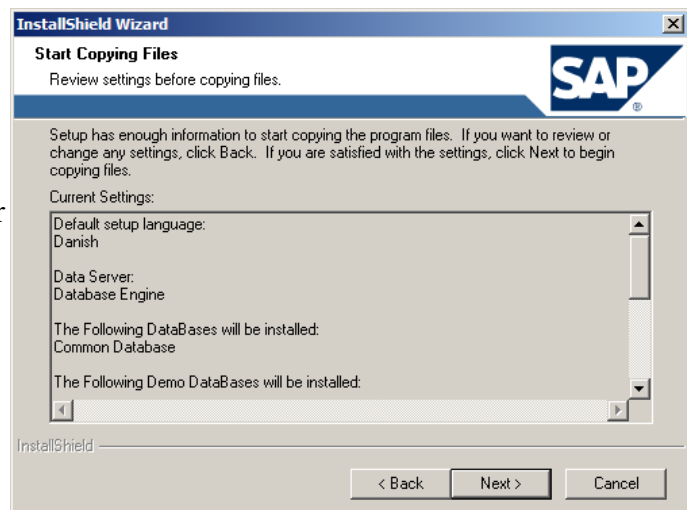 InstallShield Wizard
Start Copying Files
Review settings before copying files.
SAP
®
Setup has enough information to start copying the program files. If you want to review or
change any settings, click Back. If you are satisfied with the settings, click Next to begin
copying files.
Current Settings:
Default setup language:
Danish
Data Server:
Database Engine
The Following DataBases will be installed:
Common Database
The Following Demo DataBases will be installed:
InstallShield
< Back
Next >
Cancel